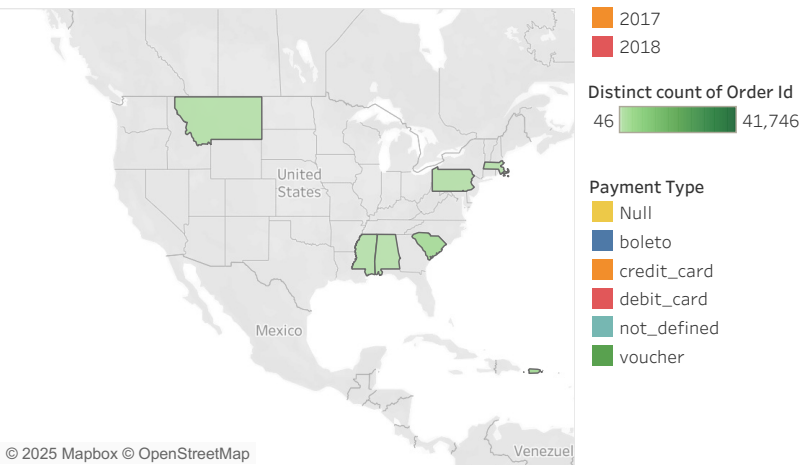 United
States
Mexico
Venezuel
© 2025 Mapbox © OpenStreetMap
2017
2018
Distinct count of Order Id
46 41,746
Payment Type
Null
boleto
credit_card
debit_card
not_defined
voucher